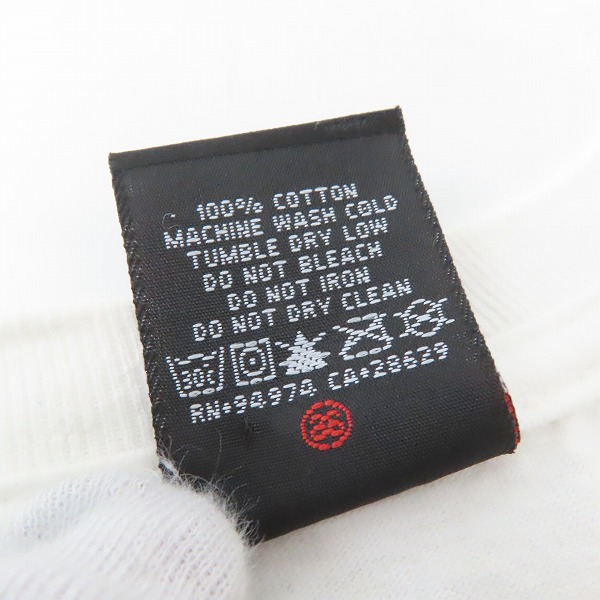 100% COTTON
MACHINE WASH COLD
TUMBLE DRY LOW
DO NOT BLEACH
DO NOT IRON
DO NOT DRY CLEAN
30C
RN+94974 CA+28629